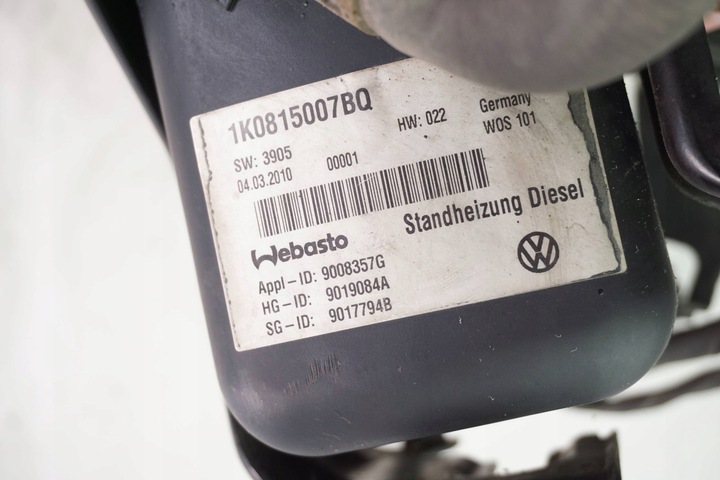 1K0815007BQ
HW: 022
Germany
WOS 101
SW: 3905
04.03.2010
00001
Webasto
Standheizung Diesel
Appl-ID: 9008357G
HG-ID: 9019084A
SG-ID: 9017794B
VW